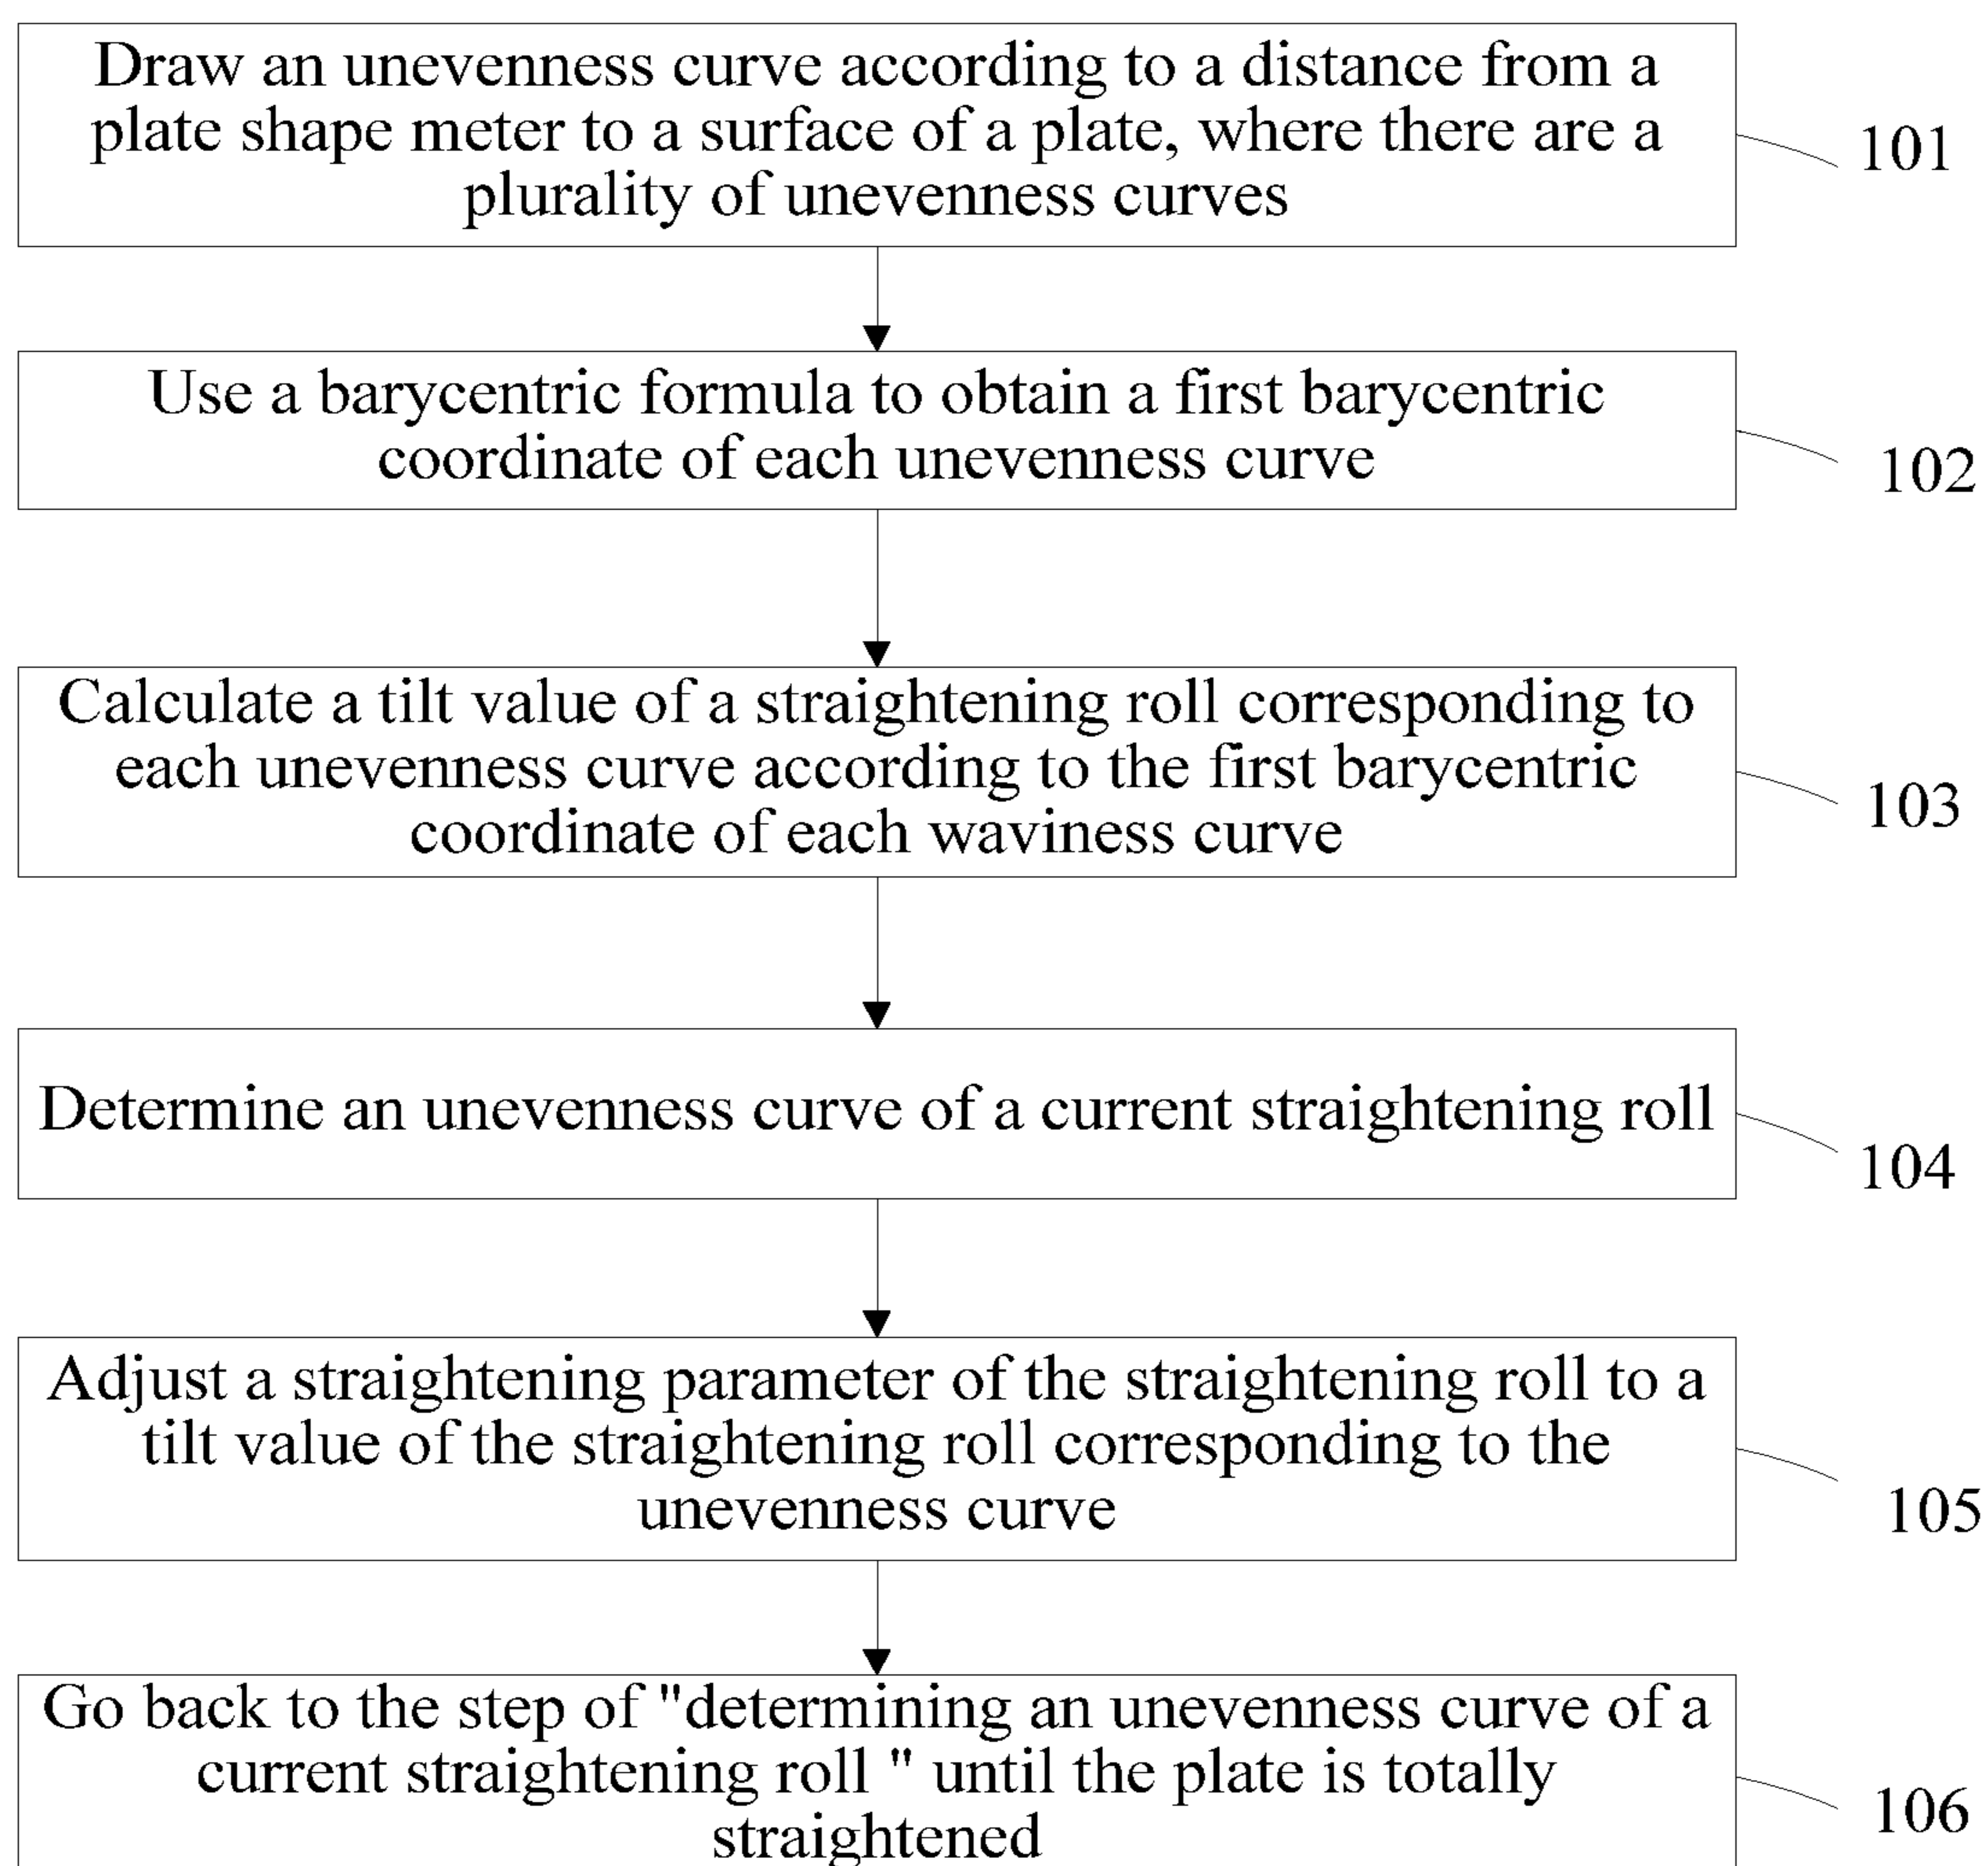 Draw an unevenness curve according to a distance from a
plate shape meter to a surface of a plate, where there are a
plurality of unevenness curves
101
Use a barycentric formula to obtain a first barycentric
coordinate of each unevenness curve
102
Calculate a tilt value of a straightening roll corresponding to
each unevenness curve according to the first barycentric
coordinate of each waviness curve
103
Determine an unevenness curve of a current straightening roll
104
Adjust a straightening parameter of the straightening roll to a
tilt value of the straightening roll corresponding to the
unevenness curve
105
Go back to the step of "determining an unevenness curve of a
current straightening roll " until the plate is totally
straightened
106